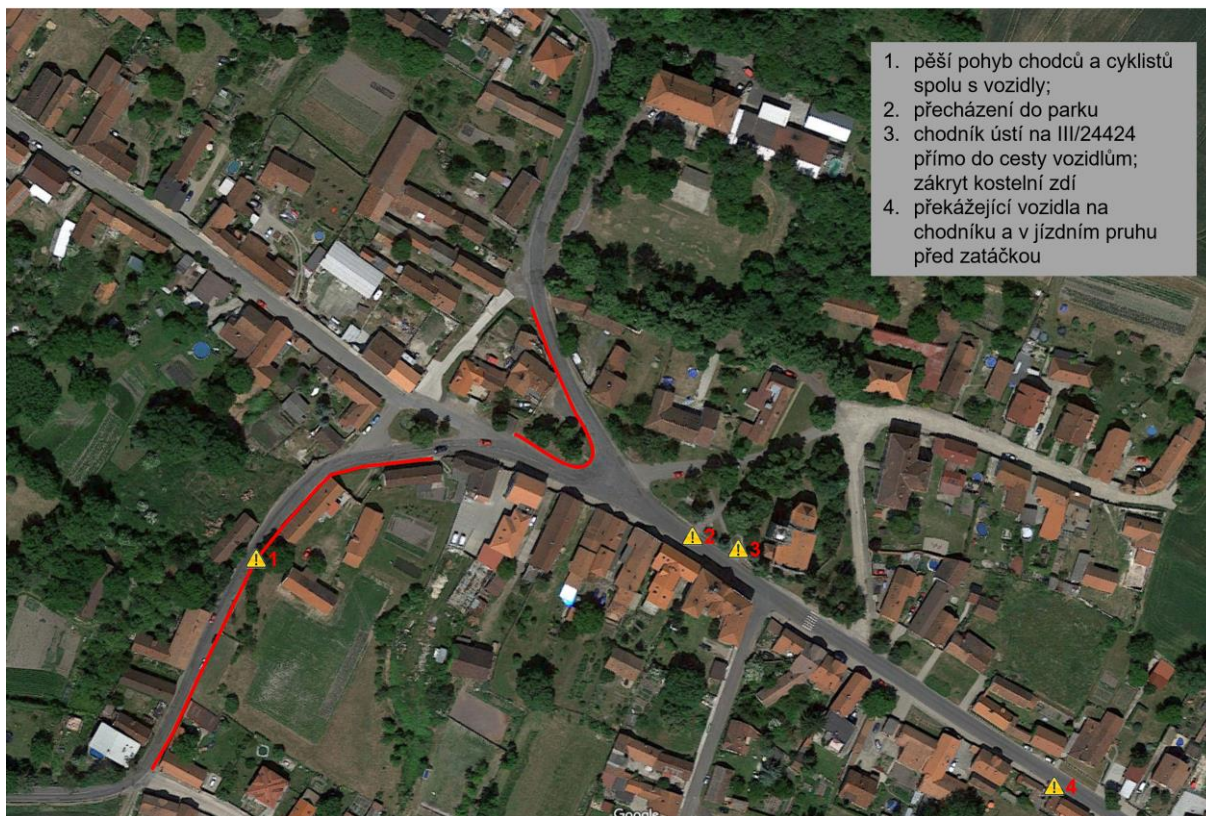 1. pěší pohyb chodců a cyklistů
spolu s vozidly;
2. přecházení do parku
3. chodník ústí na III/24424
přímo do cesty vozidlům;
zákryt kostelní zdí
4. překážející vozidla na
chodníku a v jízdním pruhu
před zatáčkou
2
3
1
4
Google